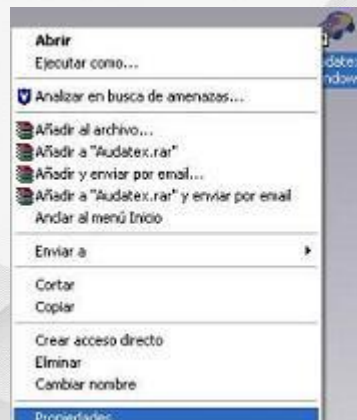 Abrir
Ejecutar como...
Analizar en busca de amenazas...
Añadir al archivo...
Añadir a "Audatex.rar"
Añadir y enviar por email...
Añadir a "Audatex.rar" y enviar por email
Anclar al menú Inicio
Enviar a
Cortar
Copiar
Crear acceso directo
Eliminar
Cambiar nombre
Propiedades